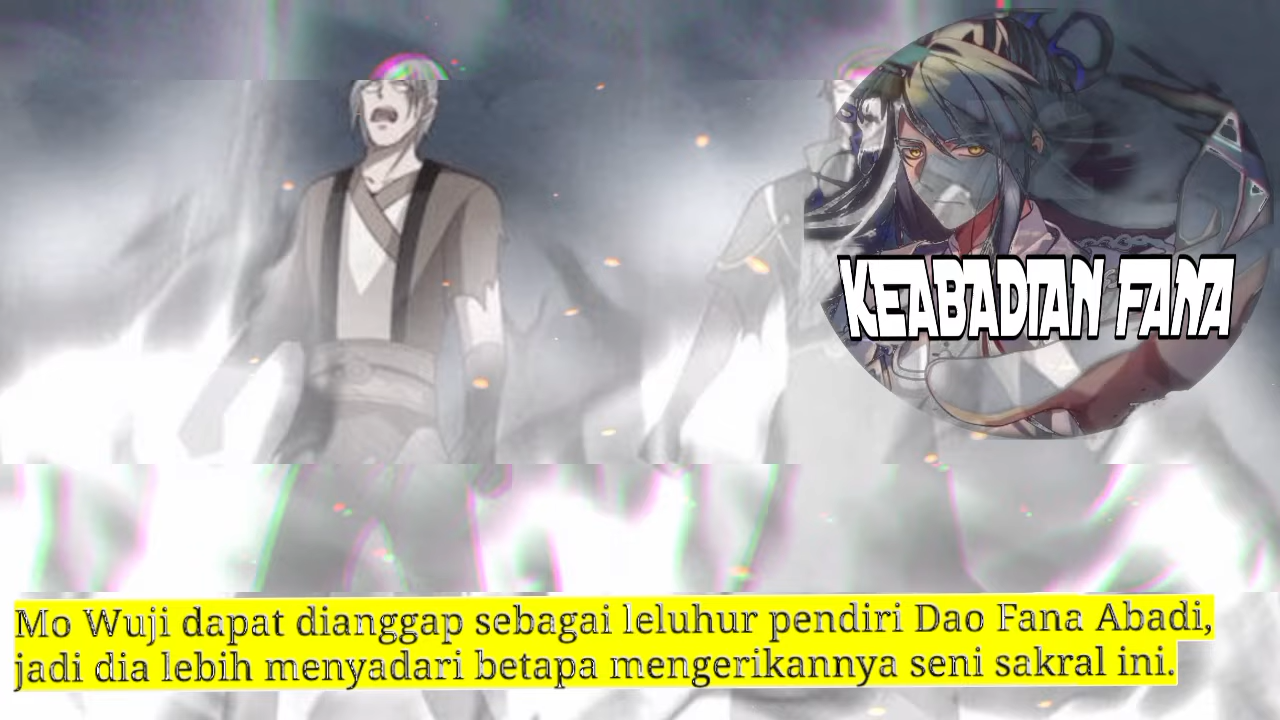 KEABADIAN FANA
Mo Wuji dapat dianggap sebagai leluhur pendiri Dao Fana Abadi,
jadi dia lebih menyadari betapa mengerikannya seni sakral ini.